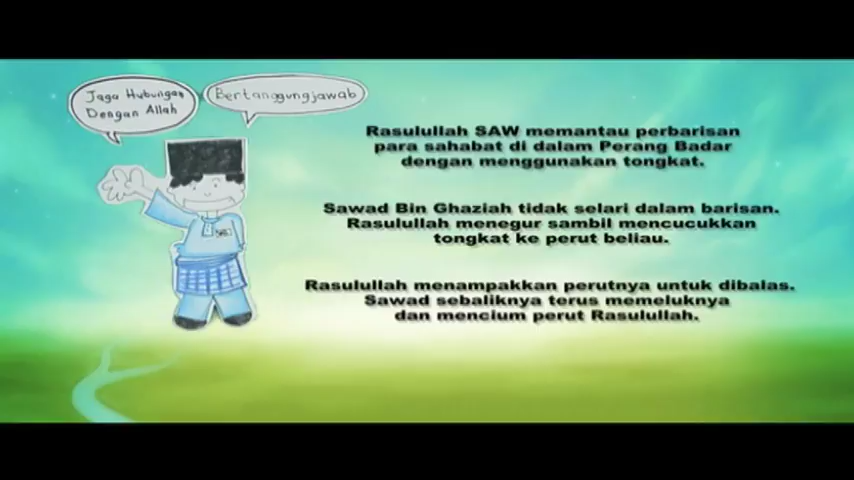 Jaga Hubungan
Dengan Allah
Bertanggungjawab
Rasulullah SAW memantau perbarisan
para sahabat di dalam Perang Badar
dengan menggunakan tongkat.
Sawad Bin Ghaziah tidak selari dalam barisan.
Rasulullah menegur sambil mencucukkan
tongkat ke perut beliau.
Rasulullah menampakkan perutnya untuk dibalas.
Sawad sebaliknya terus memeluknya
dan mencium perut Rasulullah.